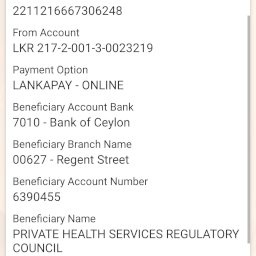 2211216667306248
From Account
LKR 217-2-001-3-0023219
Payment Option
LANKAPAY - ONLINE
Beneficiary Account Bank
7010 - Bank of Ceylon
Beneficiary Branch Name
00627 - Regent Street
Beneficiary Account Number
6390455
Beneficiary Name
PRIVATE HEALTH SERVICES REGULATORY
COUNCIL